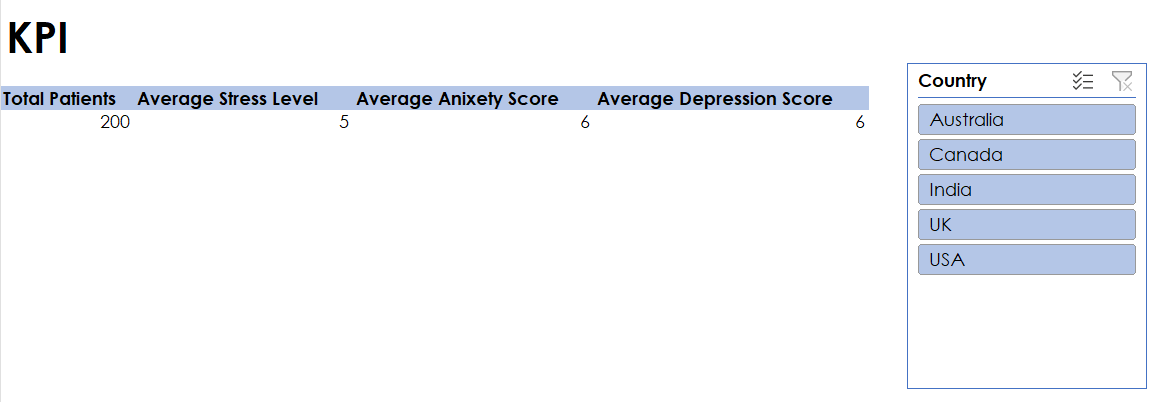 KPI
Total Patients Average Stress Level Average Anixety Score Average Depression Score
200 5 6 6
Country
Australia
Canada
India
UK
USA